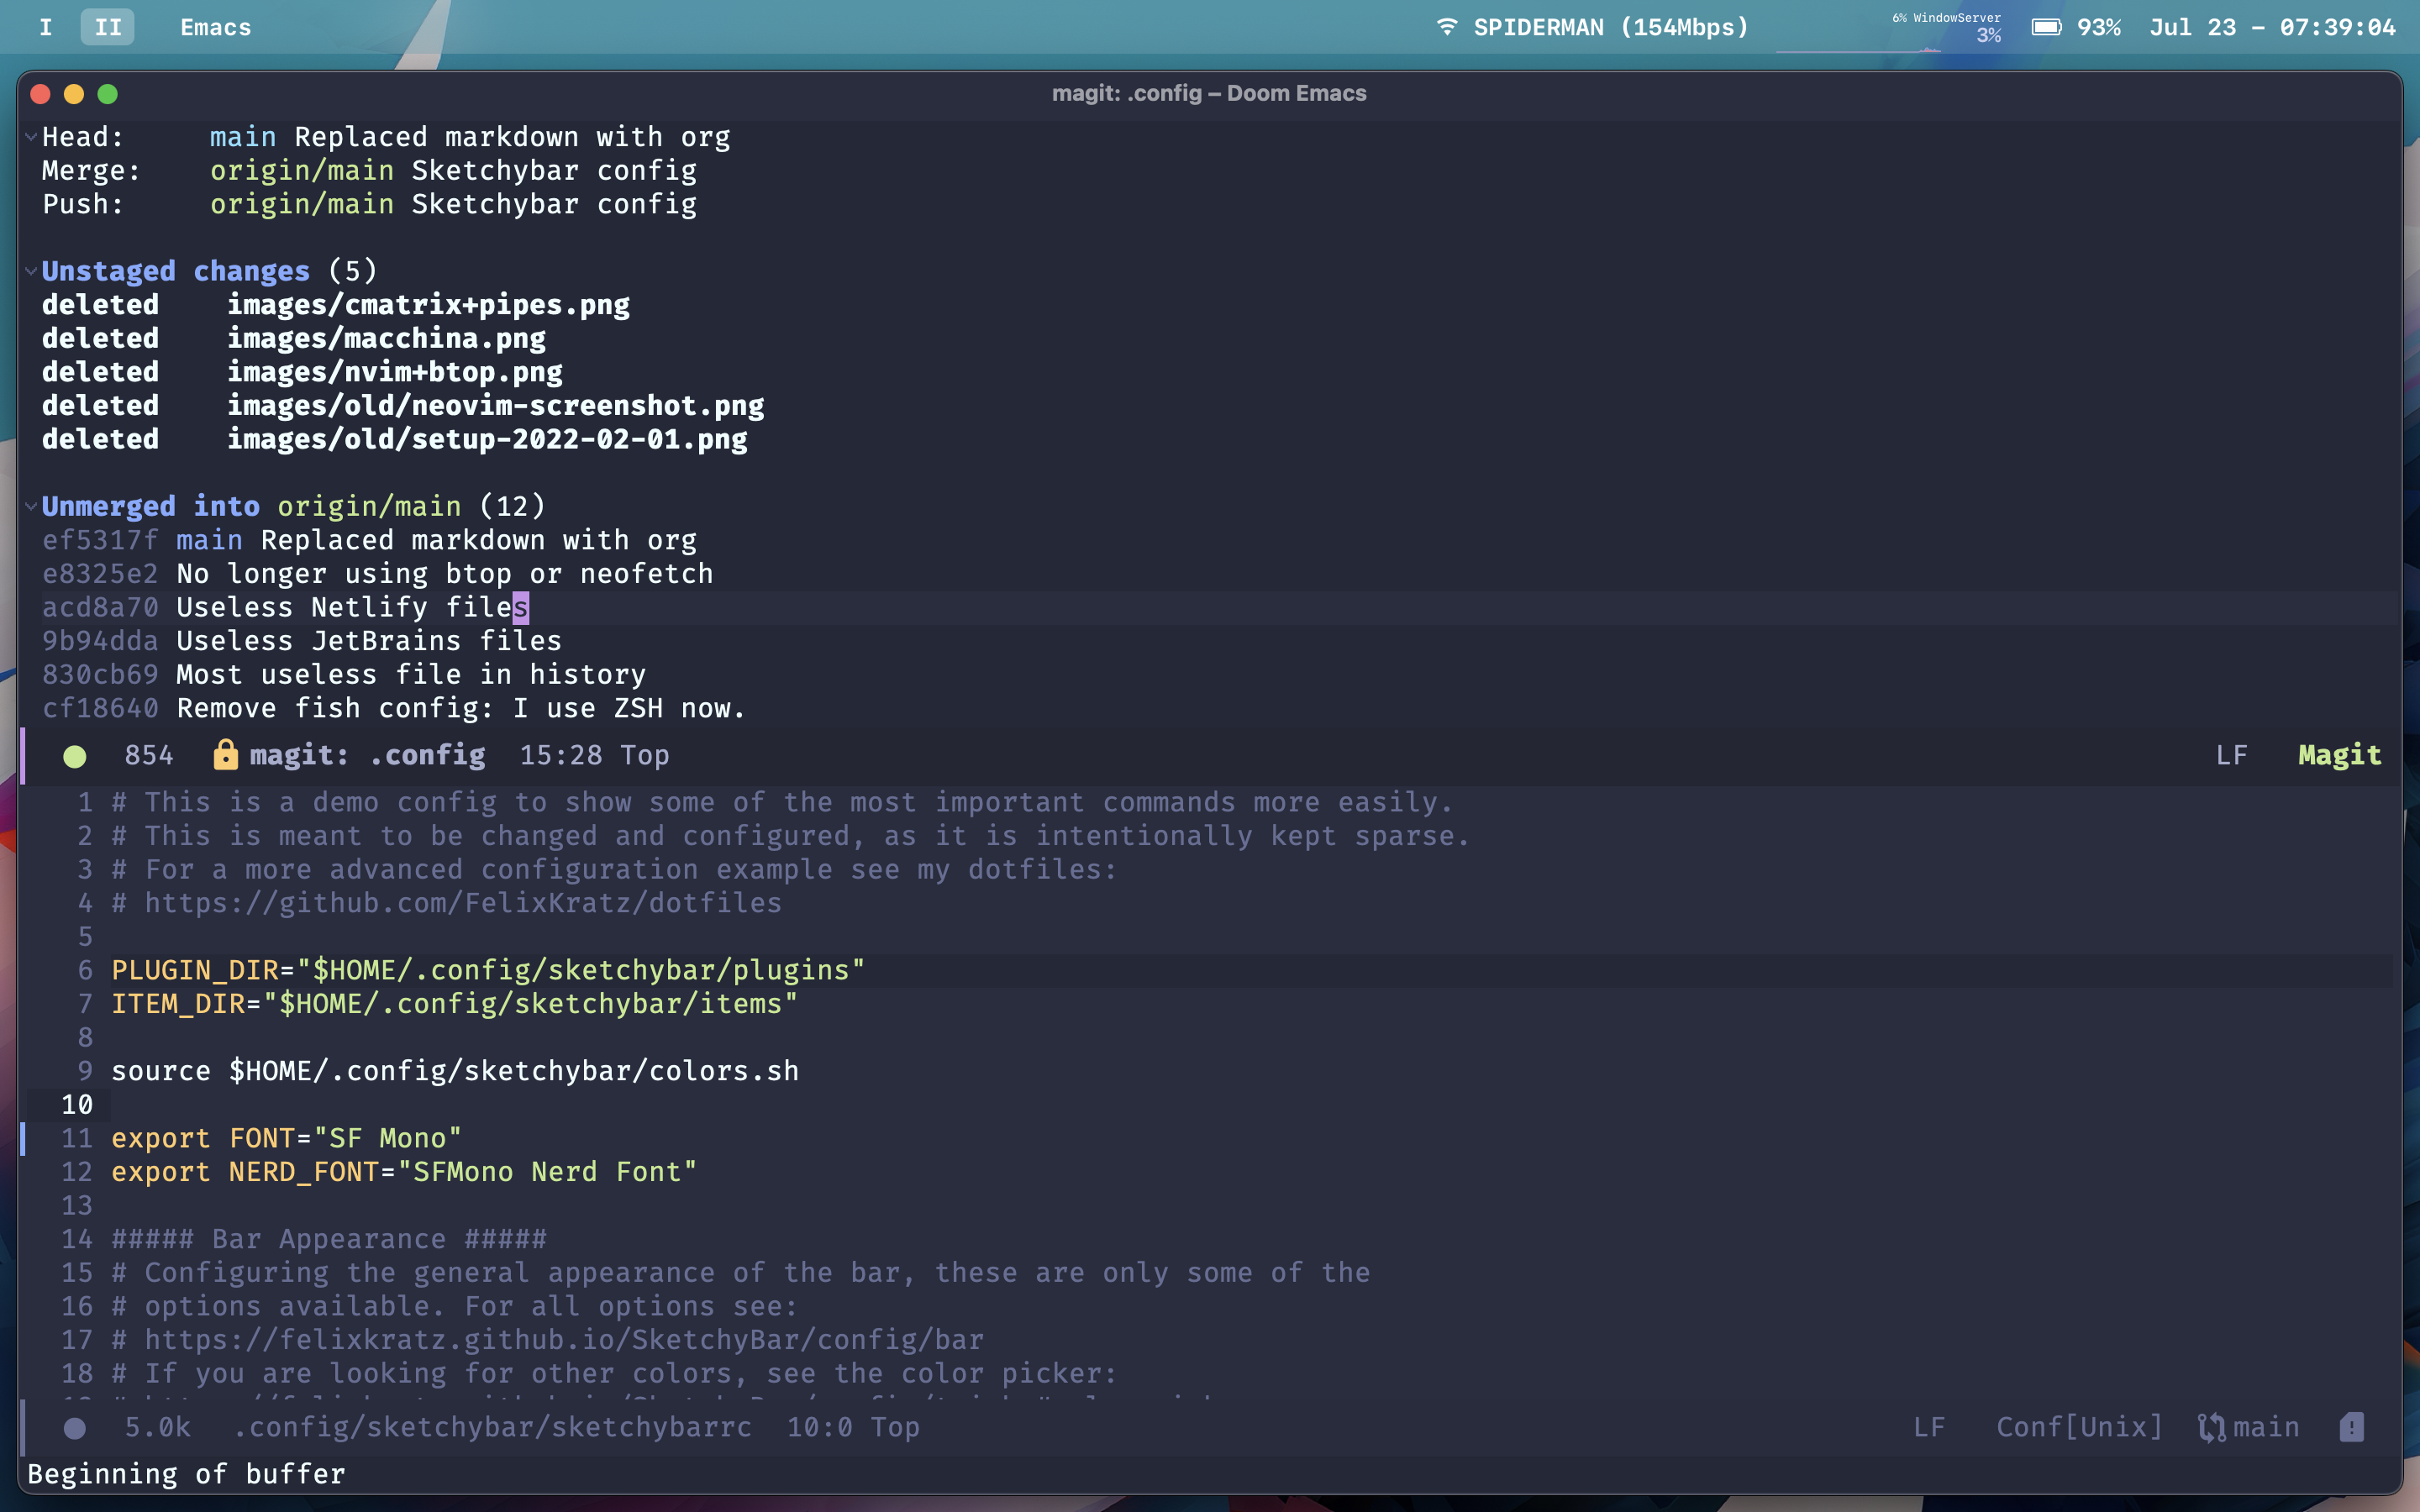 I II Emacs SPIDERMAN (154Mbps) 6% WindowServer 3% 93% Jul 23 – 07:39:04
magit: .config – Doom Emacs
Head: main Replaced markdown with org
Merge: origin/main Sketchybar config
Push: origin/main Sketchybar config
Unstaged changes (5)
deleted images/cmatrix+pipes.png
deleted images/macchina.png
deleted images/nvim+btop.png
deleted images/old/neovim-screenshot.png
deleted images/old/setup-2022-02-01.png
Unmerged into origin/main (12)
ef5317f main Replaced markdown with org
e8325e2 No longer using btop or neofetch
acd8a70 Useless Netlify files
9b94dda Useless JetBrains files
830cb69 Most useless file in history
cf18640 Remove fish config: I use ZSH now.
854 magit: .config 15:28 Top LF Magit
1 # This is a demo config to show some of the most important commands more easily.
2 # This is meant to be changed and configured, as it is intentionally kept sparse.
3 # For a more advanced configuration example see my dotfiles:
4 # https://github.com/FelixKratz/dotfiles
5
6 PLUGIN_DIR="$HOME/.config/sketchybar/plugins"
7 ITEM_DIR="$HOME/.config/sketchybar/items"
8
9 source $HOME/.config/sketchybar/colors.sh
10
11 export FONT="SF Mono"
12 export NERD_FONT="SFMono Nerd Font"
13
14 ##### Bar Appearance #####
15 # Configuring the general appearance of the bar, these are only some of the
16 # options available. For all options see:
17 # https://felixkratz.github.io/SketchyBar/config/bar
18 # If you are looking for other colors, see the color picker:
5.0k .config/sketchybar/sketchybarrc 10:0 Top LF Conf[Unix] main
Beginning of buffer